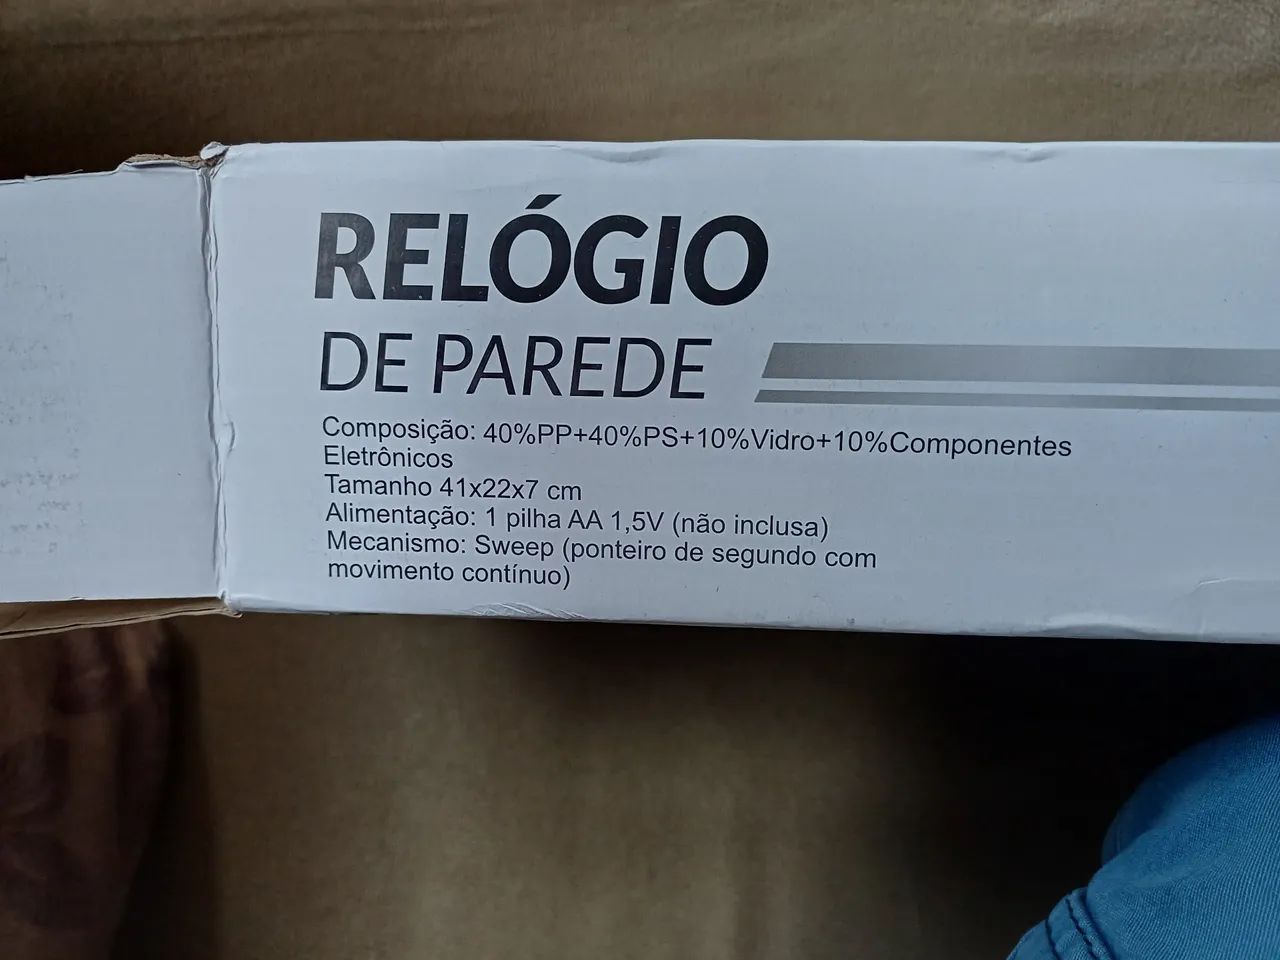 RELÓGIO
DE PAREDE
Composição: 40%PP+40%PS+10%Vidro+10%Componentes
Eletrônicos
Tamanho 41x22x7 cm
Alimentação: 1 pilha AA 1,5V (não inclusa)
Mecanismo: Sweep (ponteiro de segundo com
movimento contínuo)